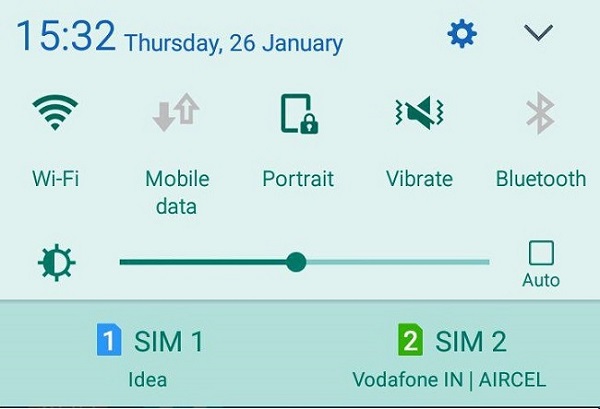 15:32 Thursday, 26 January
Wi-Fi Mobile data Portrait Vibrate Bluetooth
Auto
1 SIM 1 2 SIM 2
Idea Vodafone IN | AIRCEL